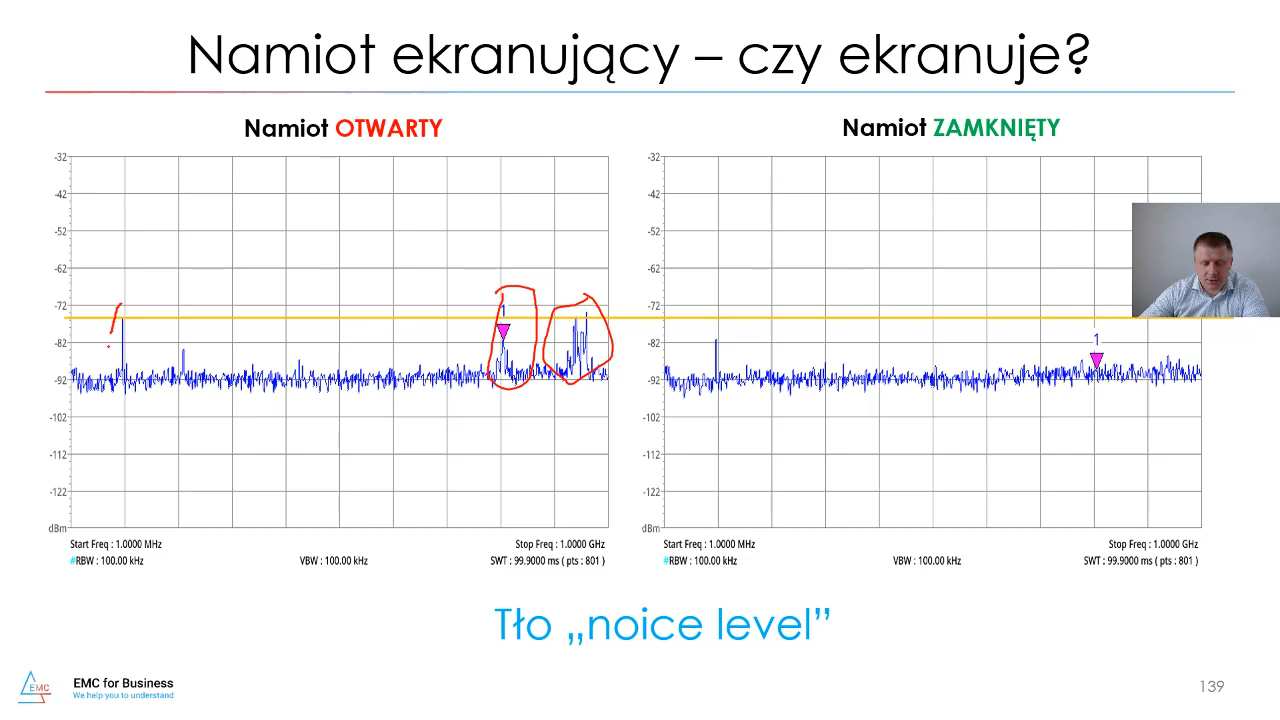 Namiot ekranujący – czy ekranuje?
Namiot OTWARTY
Namiot ZAMKNIĘTY
-32
-42
-52
-62
-72
-82
-92
-102
-112
-122
dBm
1
Start Freq : 1.0000 MHz
Stop Freq : 1.0000 GHz
#RBW : 100.00 kHz
VBW : 100.00 kHz
SWT : 99.9000 ms ( pts : 801 )
-32
-42
-52
-62
-72
-82
-92
-102
-112
-122
dBm
1
Start Freq : 1.0000 MHz
Stop Freq : 1.0000 GHz
#RBW : 100.00 kHz
VBW : 100.00 kHz
SWT : 99.9000 ms ( pts : 801 )
Tło „noice level”
EMC
EMC for Business
We help you to understand
139